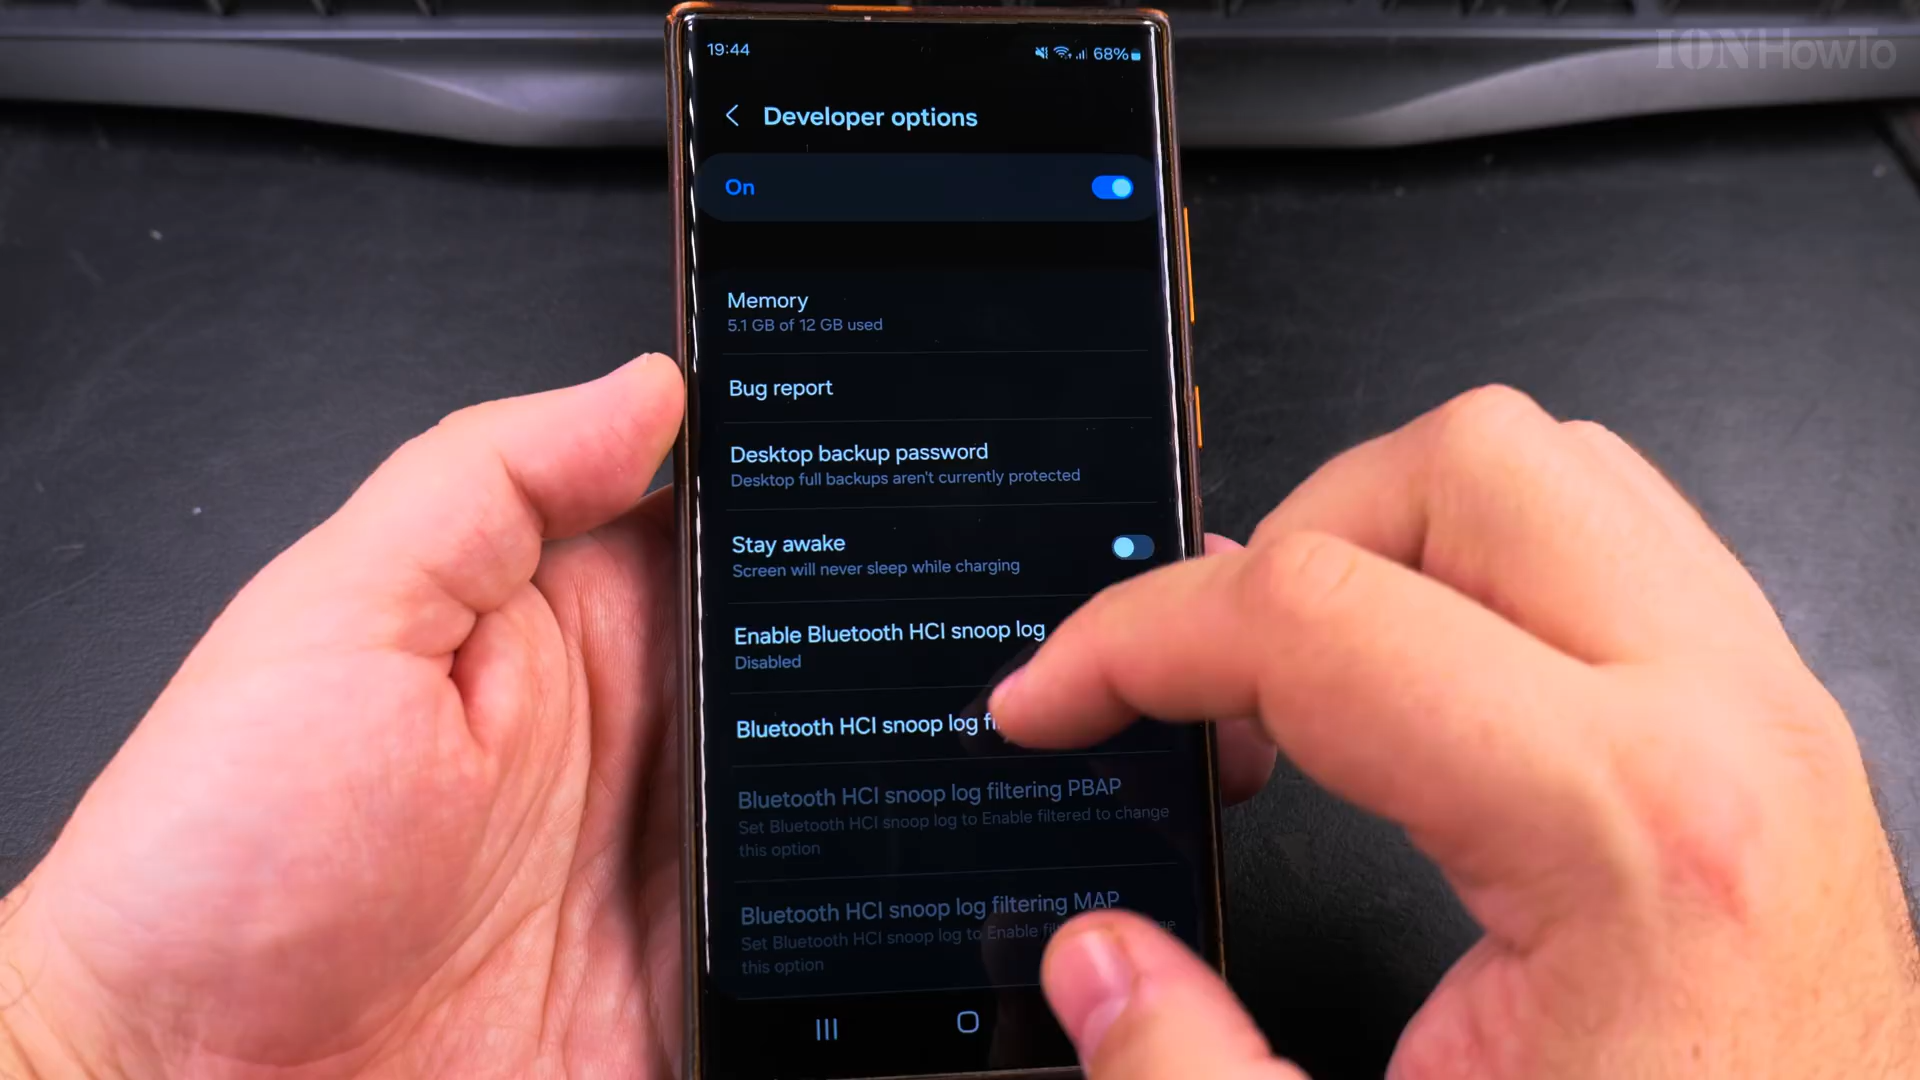 IONHowTo
19:44
68%
Developer options
On
Memory
5.1 GB of 12 GB used
Bug report
Desktop backup password
Desktop full backups aren't currently protected
Stay awake
Screen will never sleep while charging
Enable Bluetooth HCI snoop log
Disabled
Bluetooth HCI snoop log
Bluetooth HCI snoop log filtering PBAP
Set Bluetooth HCI snoop log to Enable filtered to change
this option
Bluetooth HCI snoop log filtering MAP
Set Bluetooth HCI snoop log to Enable
this option